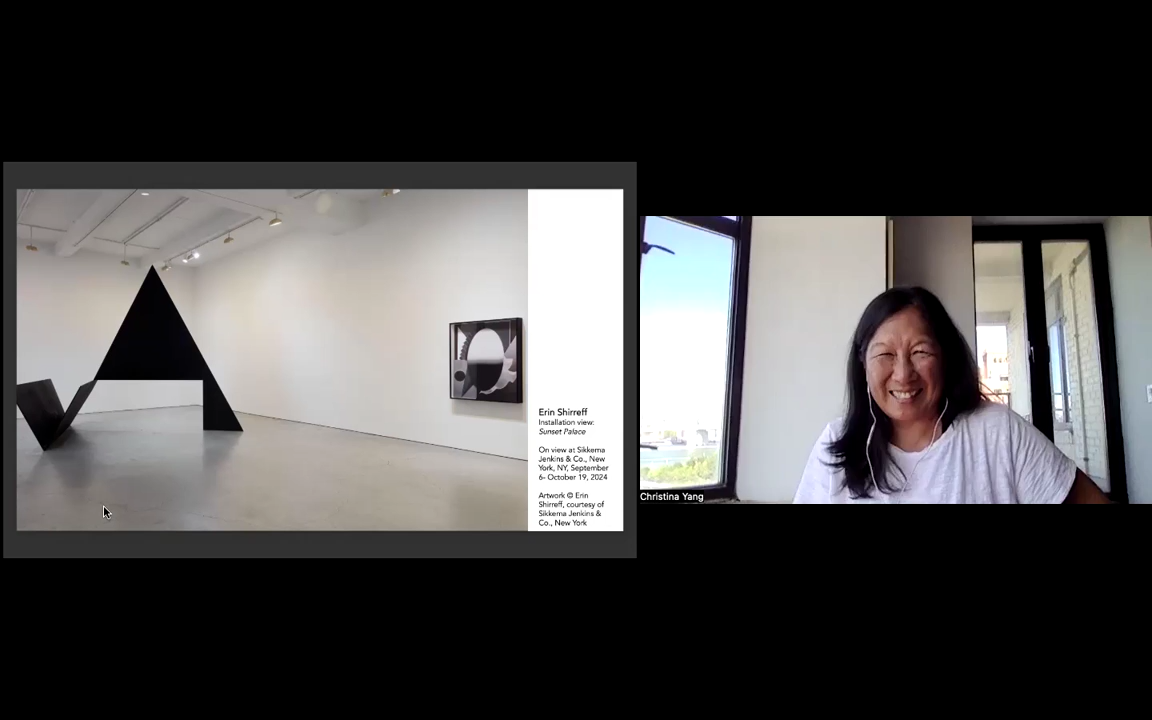 Erin Shirreff
Installation view:
Sunset Palace
On view at Sikkema
Jenkins & Co., New
York, NY, September
6- October 19, 2024
Artwork © Erin
Shirreff, courtesy of
Sikkema Jenkins &
Co., New York
Christina Yang